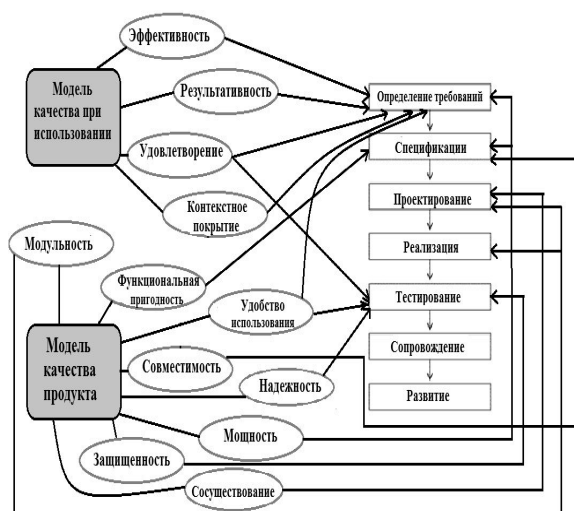 Эффективность
Модель
качества при
использовании
Результативность
Определение требований
Удовлетворение
Спецификации
Контекстное
покрытие
Проектирование
Модульность
Реализация
Функциональная
пригодность
Удобство
использования
Тестирование
Модель
качества
продукта
Совместимость
Сопровождение
Надежность
Развитие
Мощность
Защищенность
Сосуществование